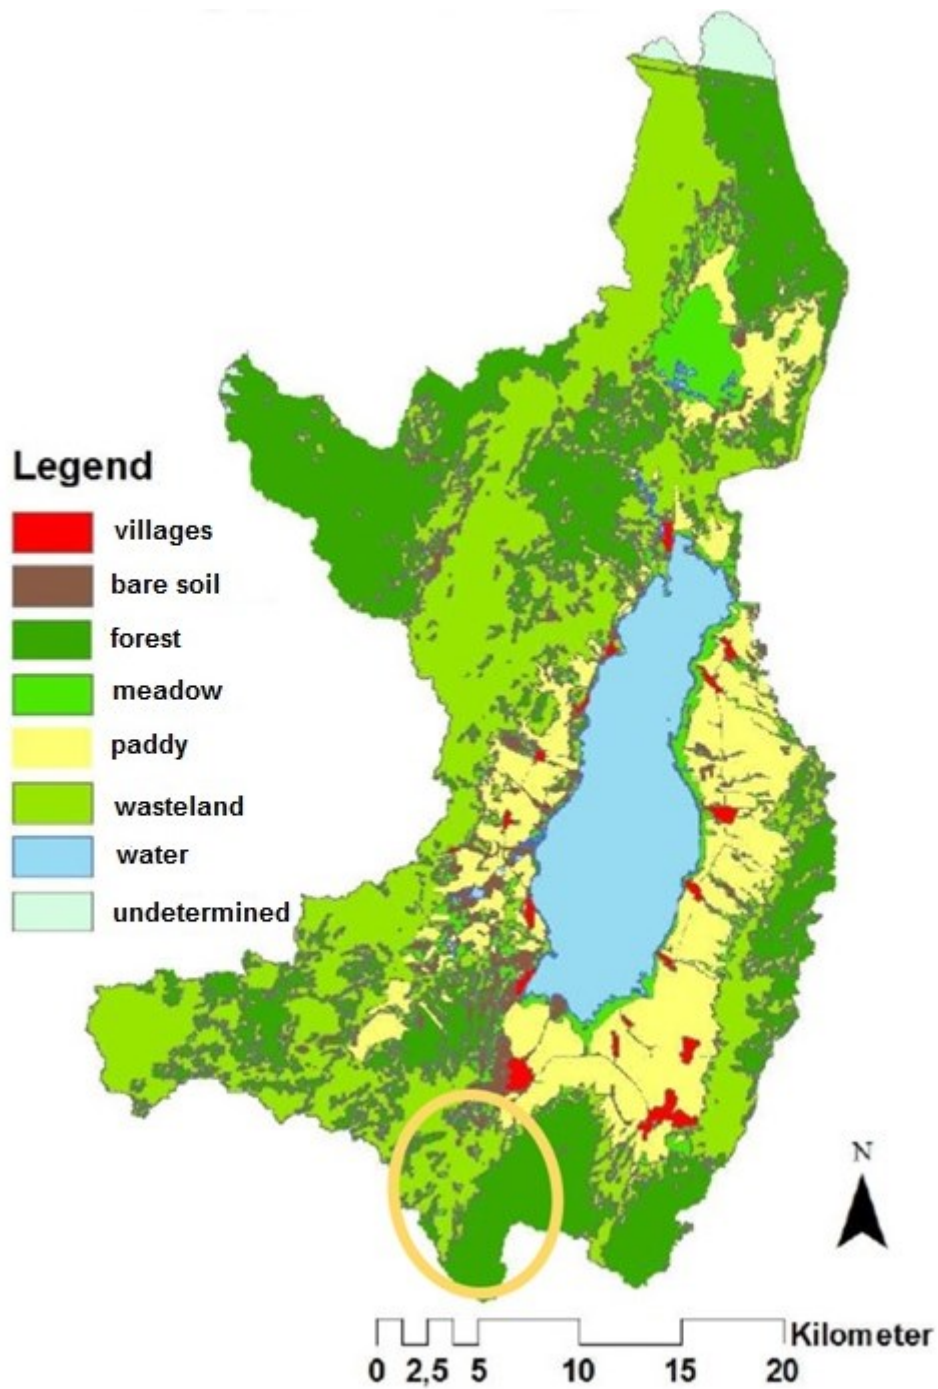 Legend
villages
bare soil
forest
meadow
paddy
wasteland
water
undetermined
N
Kilometer
0 2,5 5 10 15 20